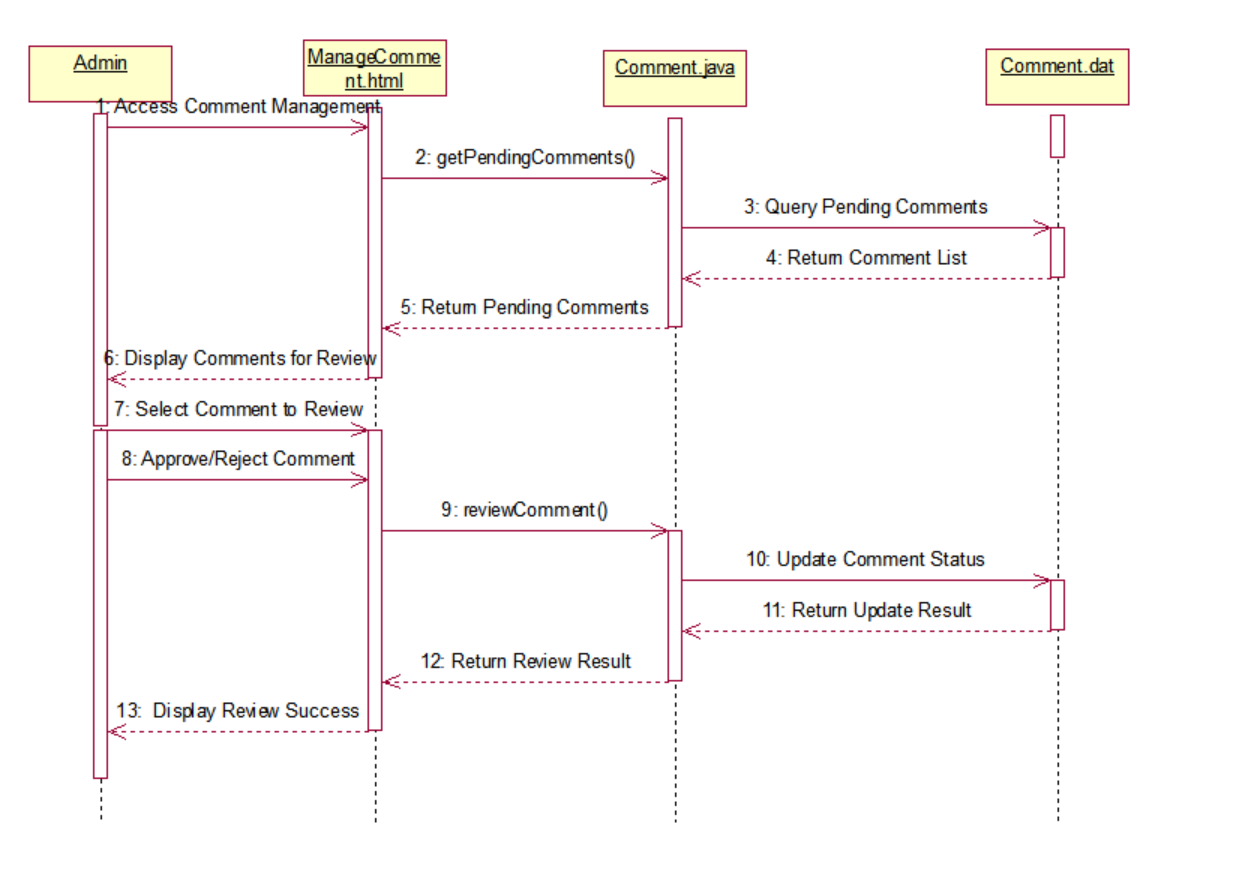 Admin
ManageComme
nt.html
Comment.java
Comment.dat
1: Access Comment Management
2: getPendingComments()
3: Query Pending Comments
4: Return Comment List
5: Return Pending Comments
6: Display Comments for Review
7: Select Comment to Review
8: Approve/Reject Comment
9: reviewComment()
10: Update Comment Status
11: Return Update Result
12: Return Review Result
13: Display Review Success